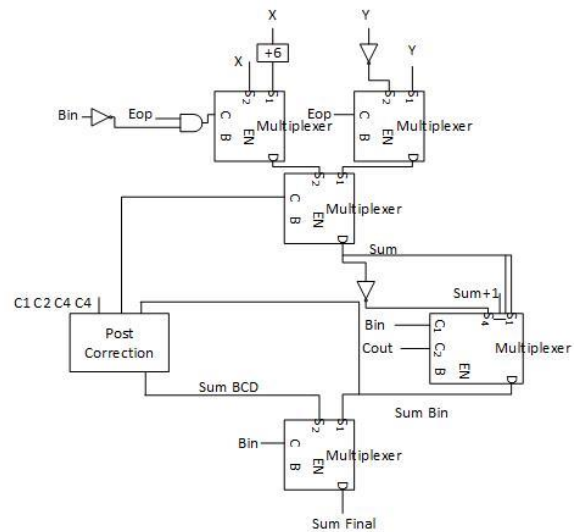 X
Y
+6
X
Y
S2
S1
S2
S1
Bin
Eop
C
B
EN
D
Multiplexer
Eop
C
B
EN
D
Multiplexer
S2
S1
C
B
EN
D
Multiplexer
Sum
Sum+1
C1 C2 C4 C4
S4
S1
Bin
Cout
C1
C2
B
EN
D
Multiplexer
Post
Correction
Sum BCD
Sum Bin
S2
S1
Bin
C
B
EN
D
Multiplexer
Sum Final